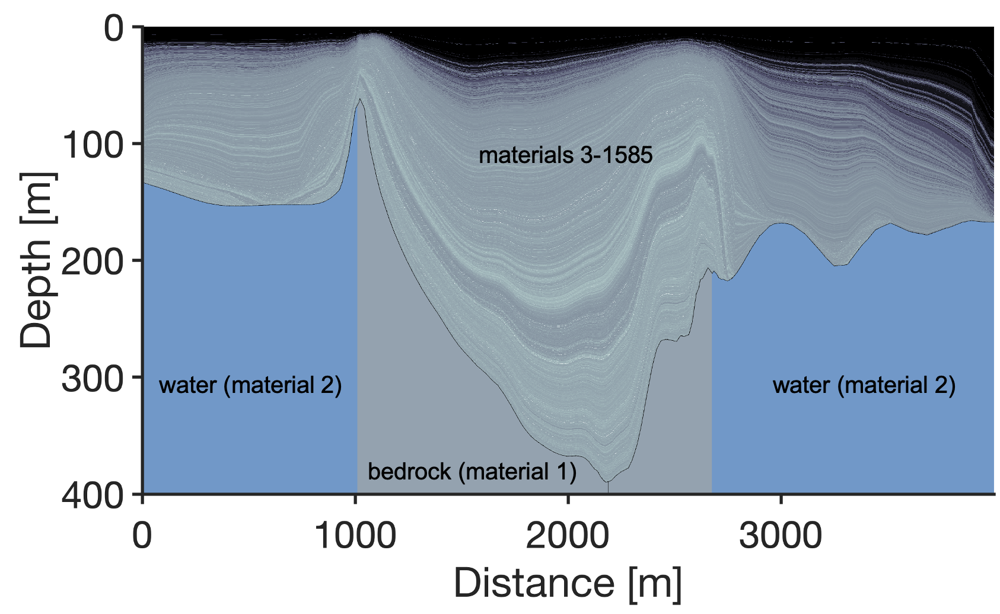 0
100
200
300
400
Depth [m]
materials 3-1585
water (material 2)
water (material 2)
bedrock (material 1)
0
1000
2000
3000
Distance [m]